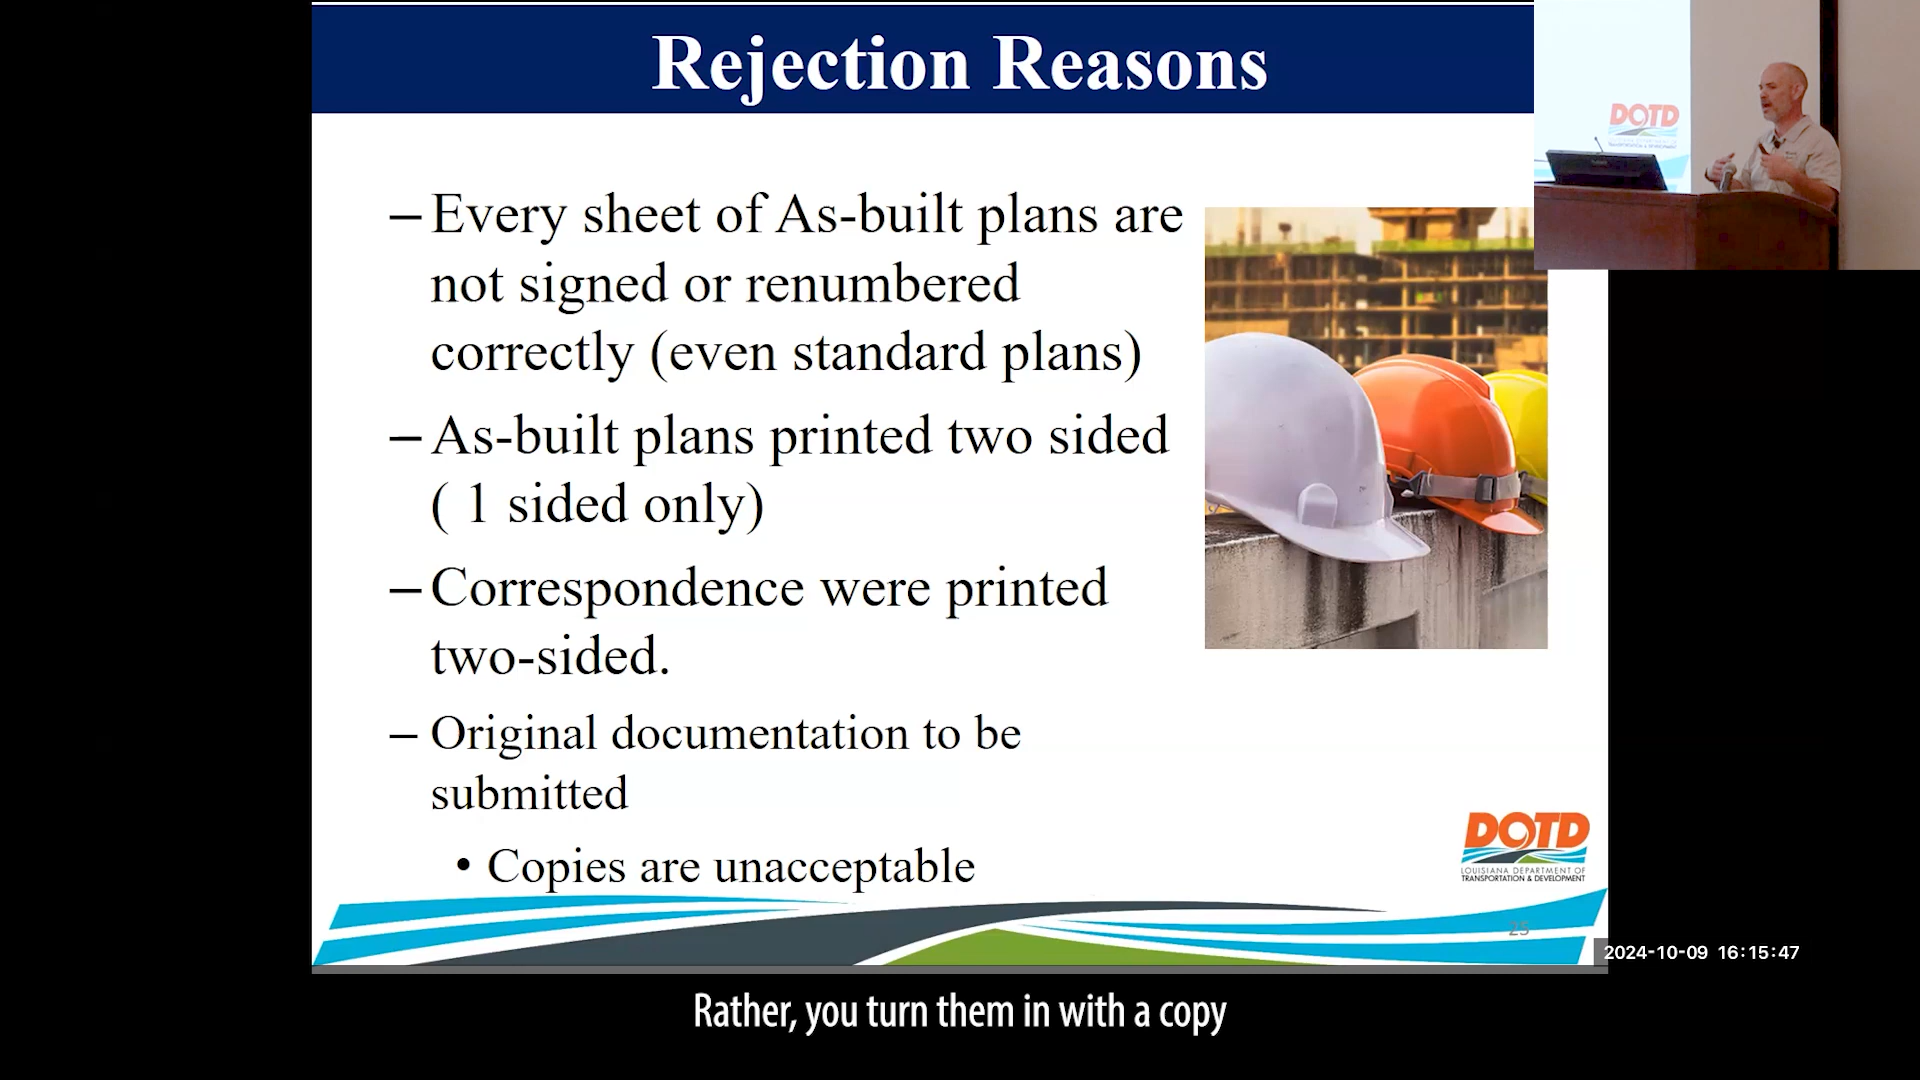 Rejection Reasons
DOTD
– Every sheet of As-built plans are
not signed or renumbered
correctly (even standard plans)
– As-built plans printed two sided
( 1 sided only)
– Correspondence were printed
two-sided.
– Original documentation to be
submitted
• Copies are unacceptable
DOTD
LOUISIANA DEPARTMENT OF
TRANSPORTATION & DEVELOPMENT
25
2024-10-09 16:15:47
Rather, you turn them in with a copy